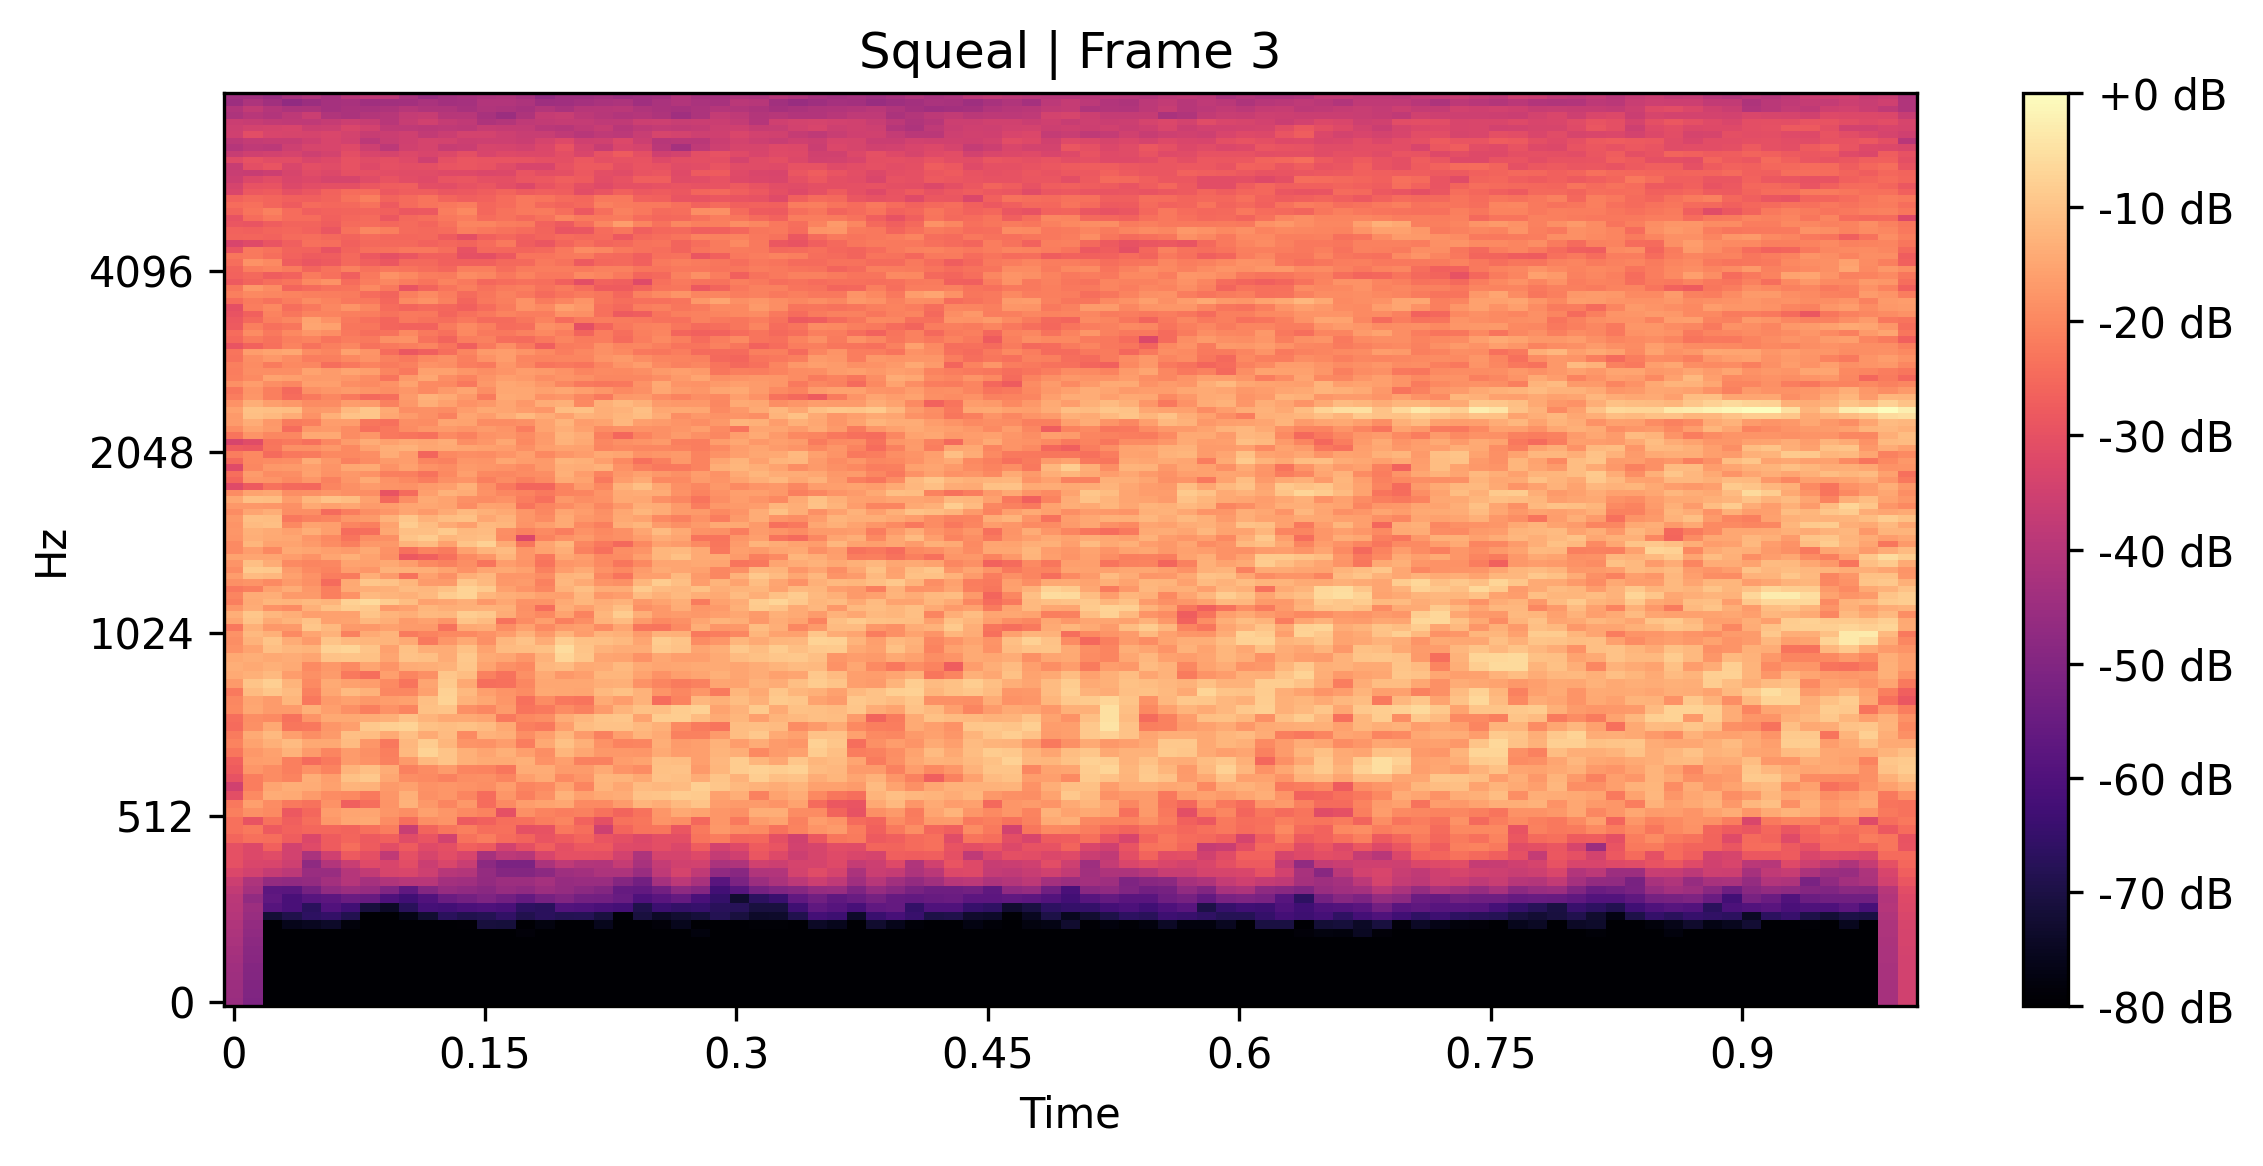 Squeal | Frame 3
+0 dB
-10 dB
-20 dB
-30 dB
-40 dB
-50 dB
-60 dB
-70 dB
-80 dB
Hz
4096
2048
1024
512
0
0
0.15
0.3
0.45
0.6
0.75
0.9
Time